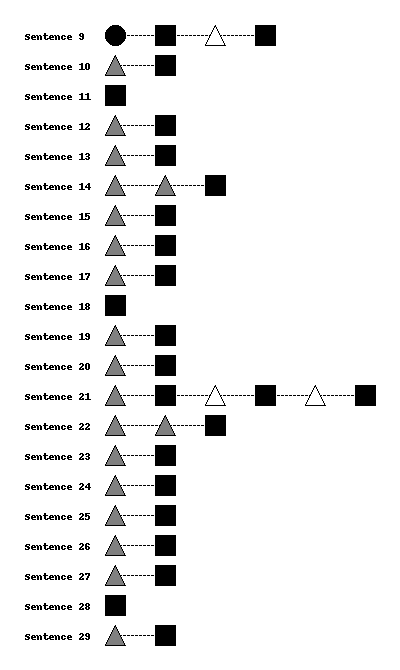 Sentence 9
Sentence 10
Sentence 11
Sentence 12
Sentence 13
Sentence 14
Sentence 15
Sentence 16
Sentence 17
Sentence 18
Sentence 19
Sentence 20
Sentence 21
Sentence 22
Sentence 23
Sentence 24
Sentence 25
Sentence 26
Sentence 27
Sentence 28
Sentence 29